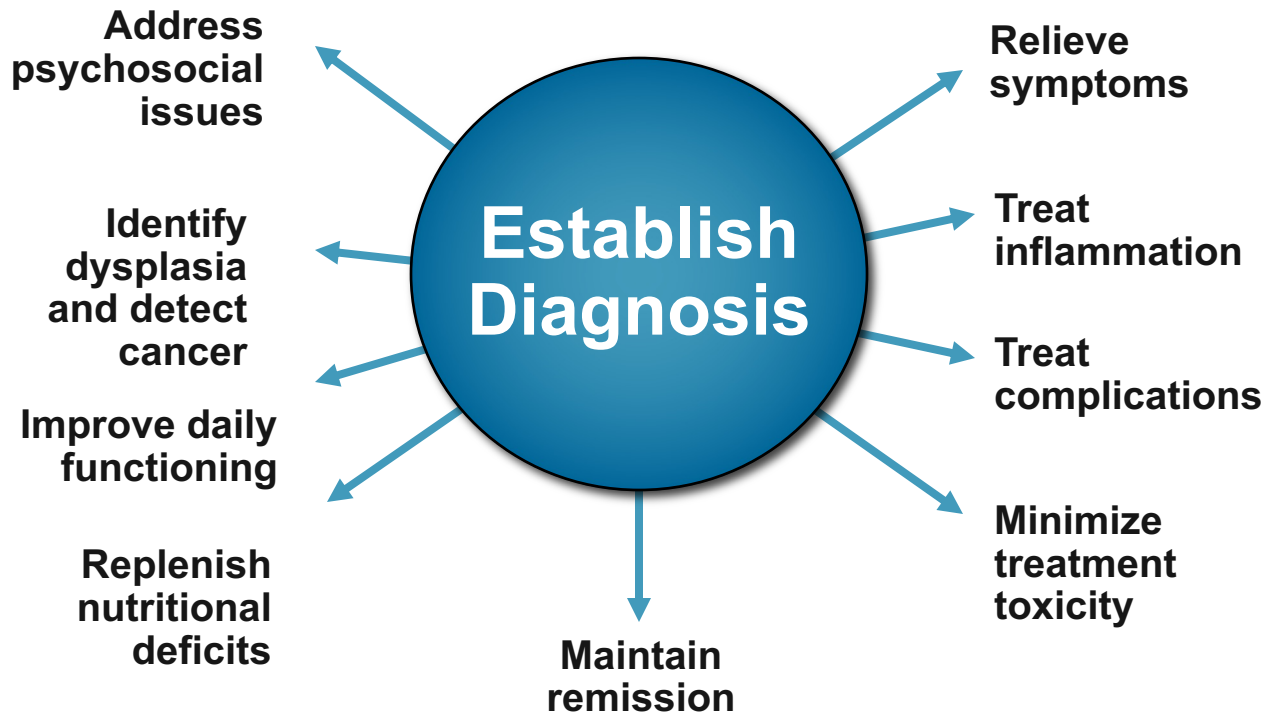 Address
psychosocial
issues
Identify
dysplasia
and detect
cancer
Improve daily
functioning
Replenish
nutritional
deficits
Establish
Diagnosis
Maintain
remission
Relieve
symptoms
Treat
inflammation
Treat
complications
Minimize
treatment
toxicity